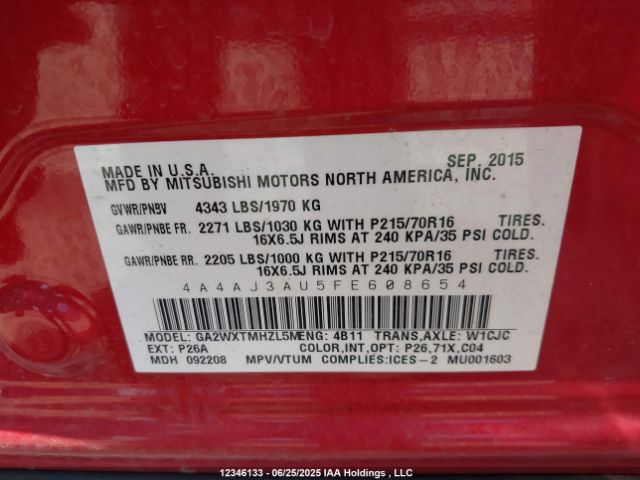 SEP. 2015
MADE IN U.S.A.
MFD BY MITSUBISHI MOTORS NORTH AMERICA, INC.
GVWR/PNBV 4343 LBS/1970 KG
GAWR/PNBE FR. 2271 LBS/1030 KG WITH P215/70R16 TIRES.
16X6.5J RIMS AT 240 KPA/35 PSI COLD.
GAWR/PNBE RR. 2205 LBS/1000 KG WITH P215/70R16 TIRES.
16X6.5J RIMS AT 240 KPA/35 PSI COLD.
4A4AJ3AU5FE608654
MODEL: GA2WXTMHZL5MENG: 4B11 TRANS,AXLE: W1CJC
EXT: P26A COLOR,INT,OPT: P26,71X,C04
MDH 092208 MPV/VTUM COMPLIES:ICES-2 MU001603
12346133 - 06/25/2025 IAA Holdings , LLC